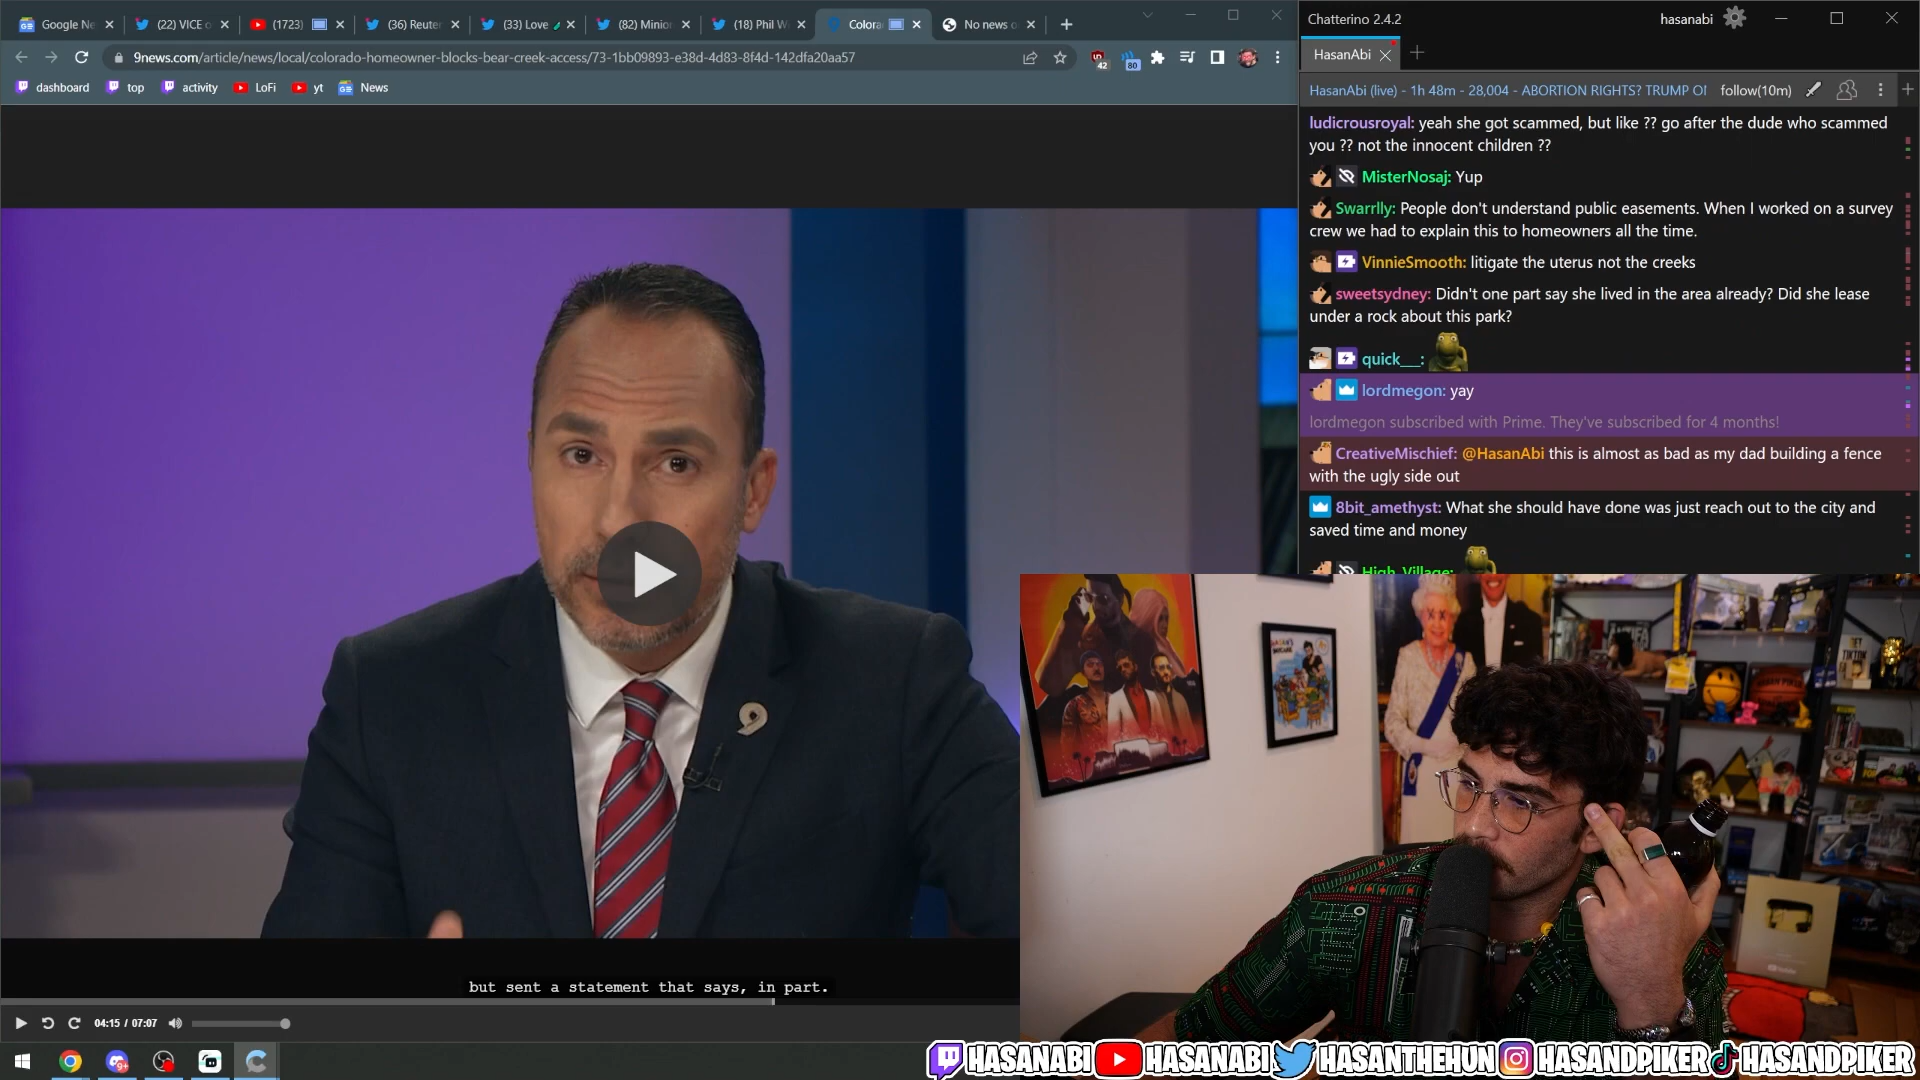 Google Ne
(22) VICE o
(1723)
(36) Reuter
(33) Love
(82) Minion
(18) Phil W
Colora
No news o
9news.com/article/news/local/colorado-homeowner-blocks-bear-creek-access/73-1bb09893-e38d-4d83-8f4d-142dfa20aa57
42
80
dashboard
top
activity
LoFi
yt
News
Chatterino 2.4.2
hasanabi
HasanAbi
HasanAbi (live) - 1h 48m - 28,004 - ABORTION RIGHTS? TRUMP OI
follow(10m)
ludicrousroyal: yeah she got scammed, but like ?? go after the dude who scammed
you ?? not the innocent children ??
MisterNosaj: Yup
Swarrlly: People don't understand public easements. When I worked on a survey
crew we had to explain this to homeowners all the time.
VinnieSmooth: litigate the uterus not the creeks
sweetsydney: Didn't one part say she lived in the area already? Did she lease
under a rock about this park?
quick___:
lordmegon: yay
lordmegon subscribed with Prime. They've subscribed for 4 months!
CreativeMischief: @HasanAbi this is almost as bad as my dad building a fence
with the ugly side out
8bit_amethyst: What she should have done was just reach out to the city and
saved time and money
High_Village:
9
but sent a statement that says, in part.
04:15 / 07:07
HASANABI
HASANABI
HASANTHEHUN
HASANDPIKER
HASANDPIKER